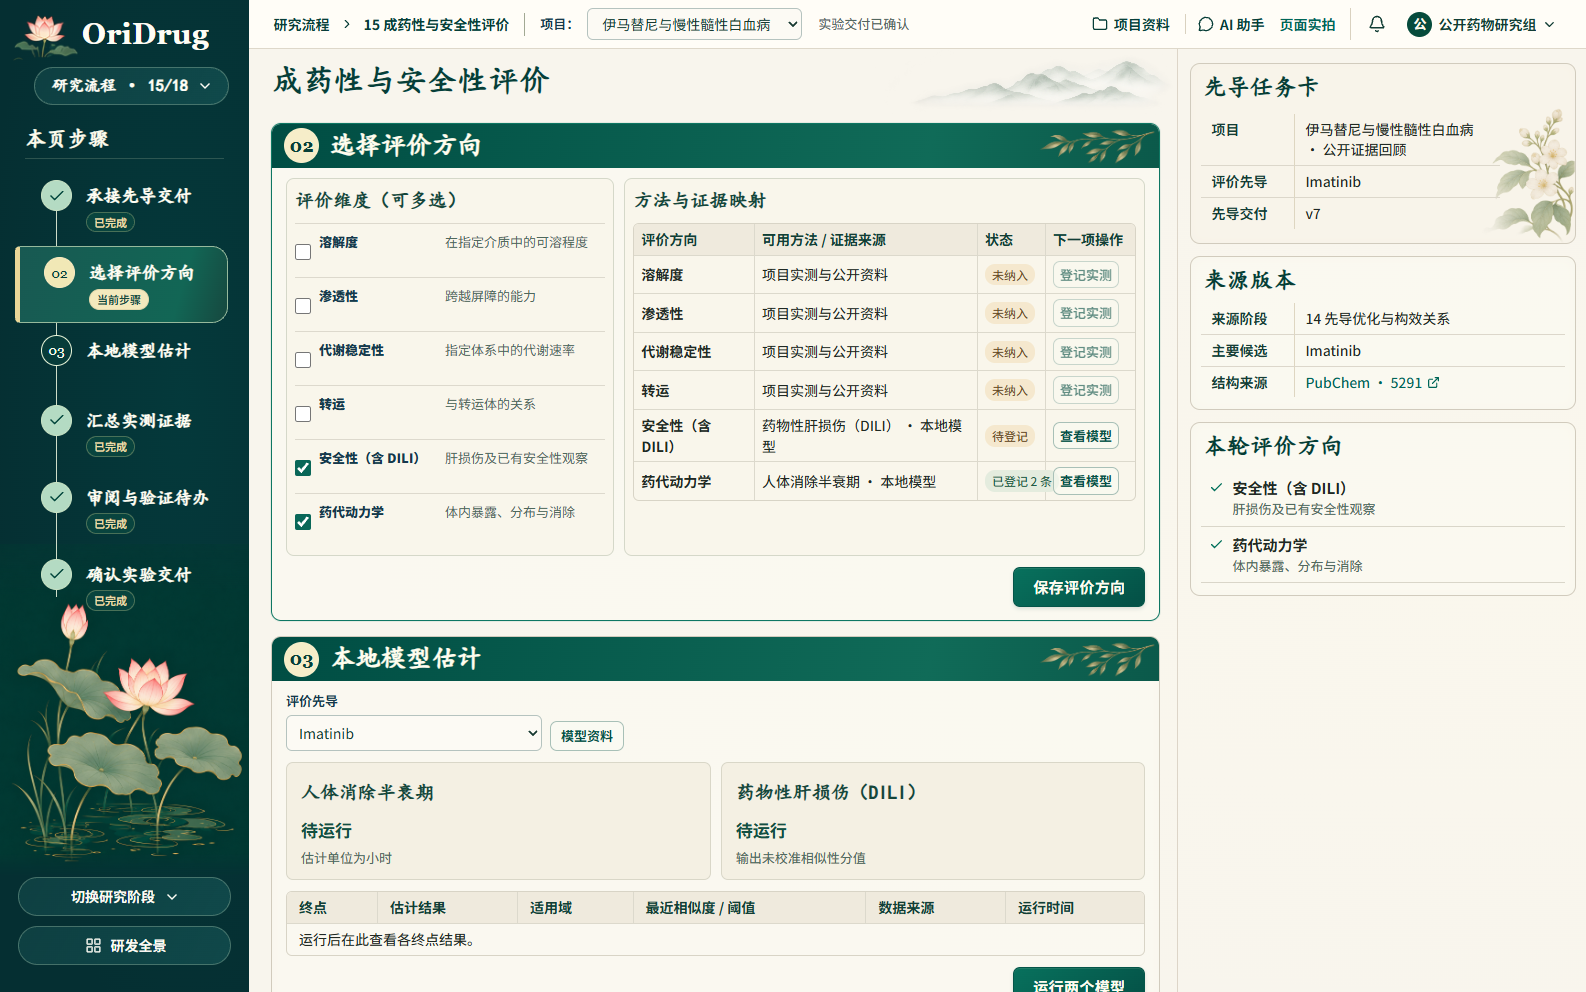 OriDrug
研究流程 • 15/18
本页步骤
承接先导交付
已完成
02 选择评价方向
当前步骤
03 本地模型估计
汇总实测证据
已完成
审阅与验证待办
已完成
确认实验交付
已完成
切换研究阶段
研发全景
研究流程 > 15 成药性与安全性评价
项目：
伊马替尼与慢性髓性白血病
实验交付已确认
项目资料
AI 助手
页面实拍
公 公开药物研究组
成药性与安全性评价
02 选择评价方向
评价维度（可多选）
溶解度 在指定介质中的可溶程度
渗透性 跨越屏障的能力
代谢稳定性 指定体系中的代谢速率
转运 与转运体的关系
安全性（含 DILI） 肝损伤及已有安全性观察
药代动力学 体内暴露、分布与消除
方法与证据映射
评价方向 可用方法 / 证据来源 状态 下一项操作
溶解度 项目实测与公开资料 未纳入 登记实测
渗透性 项目实测与公开资料 未纳入 登记实测
代谢稳定性 项目实测与公开资料 未纳入 登记实测
转运 项目实测与公开资料 未纳入 登记实测
安全性（含 DILI） 药物性肝损伤（DILI） • 本地模型 待登记 查看模型
药代动力学 人体消除半衰期 • 本地模型 已登记 2 条 查看模型
保存评价方向
03 本地模型估计
评价先导
Imatinib
模型资料
人体消除半衰期
待运行
估计单位为小时
药物性肝损伤（DILI）
待运行
输出未校准相似性分值
终点 估计结果 适用域 最近相似度 / 阈值 数据来源 运行时间
运行后在此查看各终点结果。
运行两个模型
先导任务卡
项目 伊马替尼与慢性髓性白血病
• 公开证据回顾
评价先导 Imatinib
先导交付 v7
来源版本
来源阶段 14 先导优化与构效关系
主要候选 Imatinib
结构来源 PubChem • 5291
本轮评价方向
安全性（含 DILI）
肝损伤及已有安全性观察
药代动力学
体内暴露、分布与消除